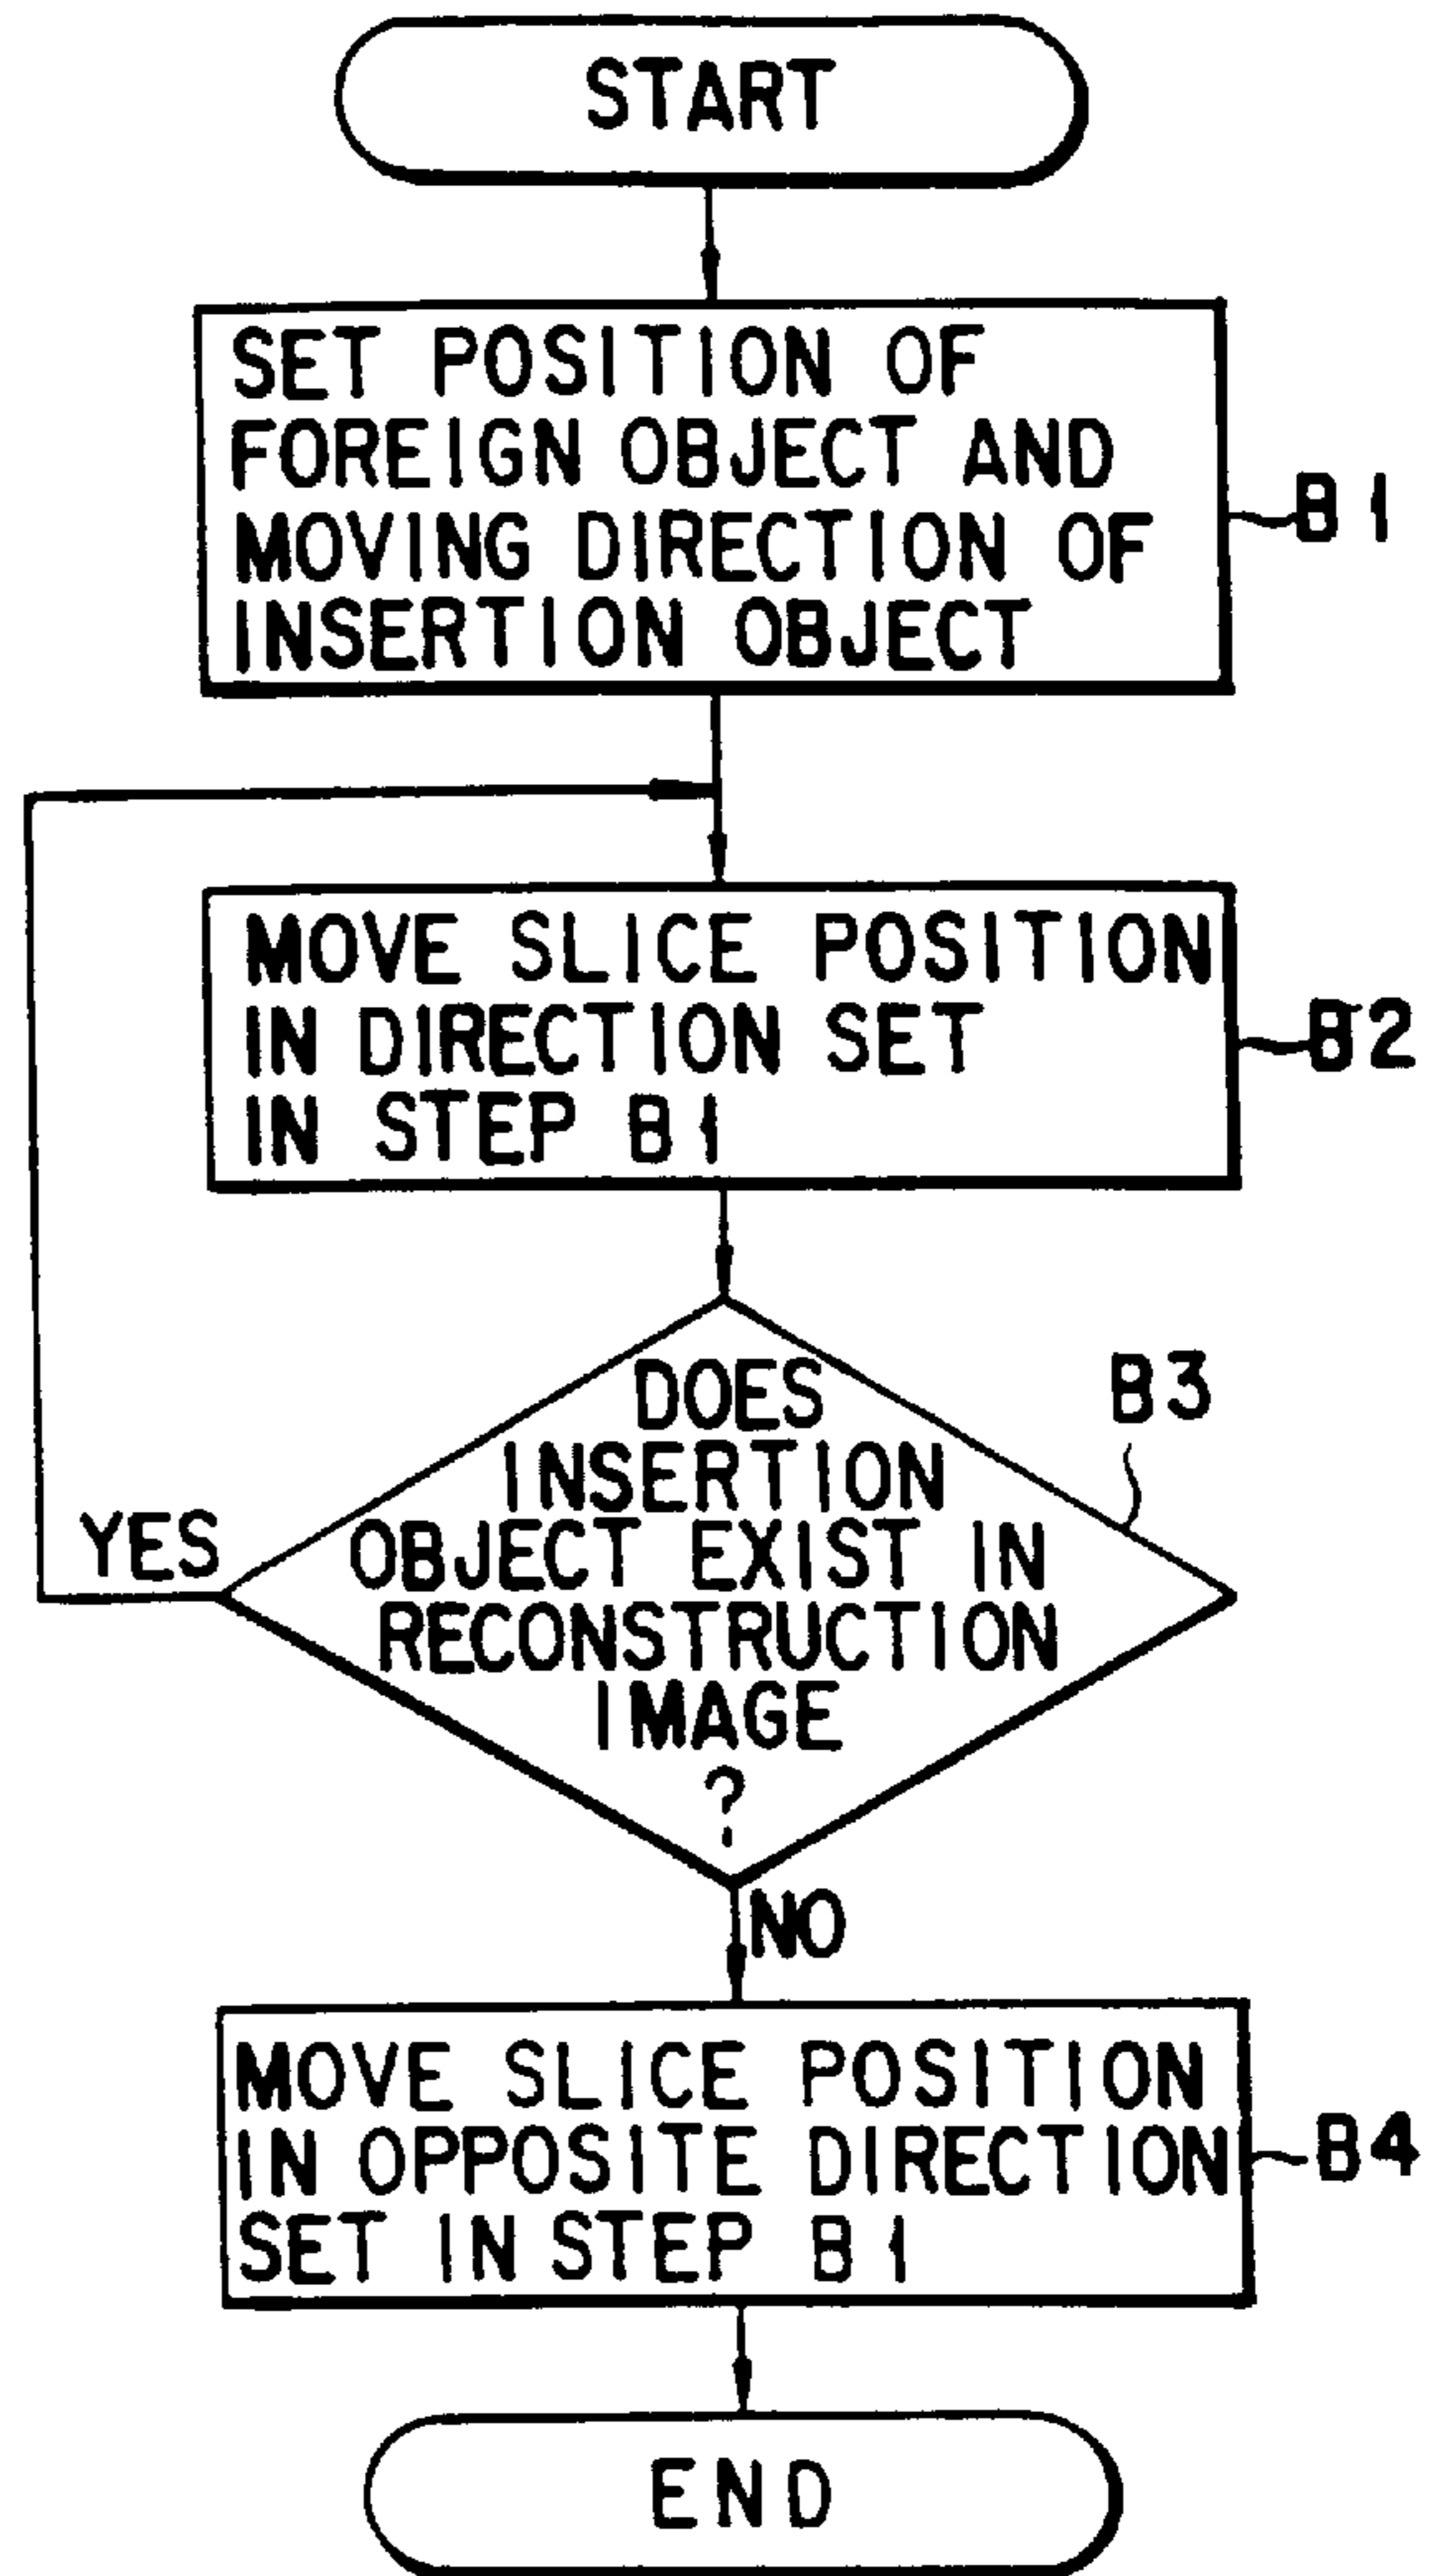 START
SET POSITION OF
FOREIGN OBJECT AND
MOVING DIRECTION OF
INSERTION OBJECT
B1
MOVE SLICE POSITION
IN DIRECTION SET
IN STEP B1
B2
DOES
INSERTION
OBJECT EXIST IN
RECONSTRUCTION
IMAGE
?
B3
YES
NO
MOVE SLICE POSITION
IN OPPOSITE DIRECTION
SET IN STEP B1
B4
END